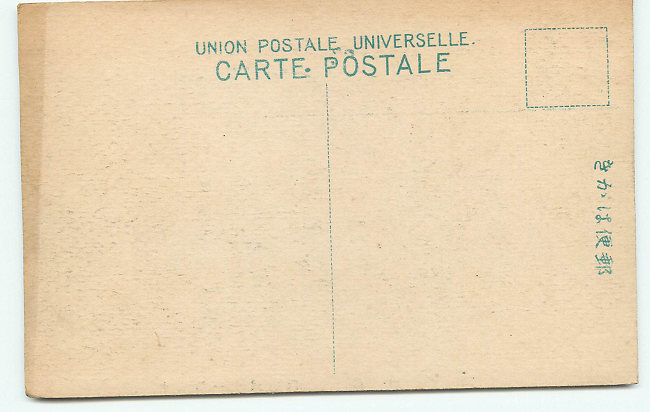 UNION POSTALE UNIVERSELLE.
CARTE POSTALE
郵便はかき